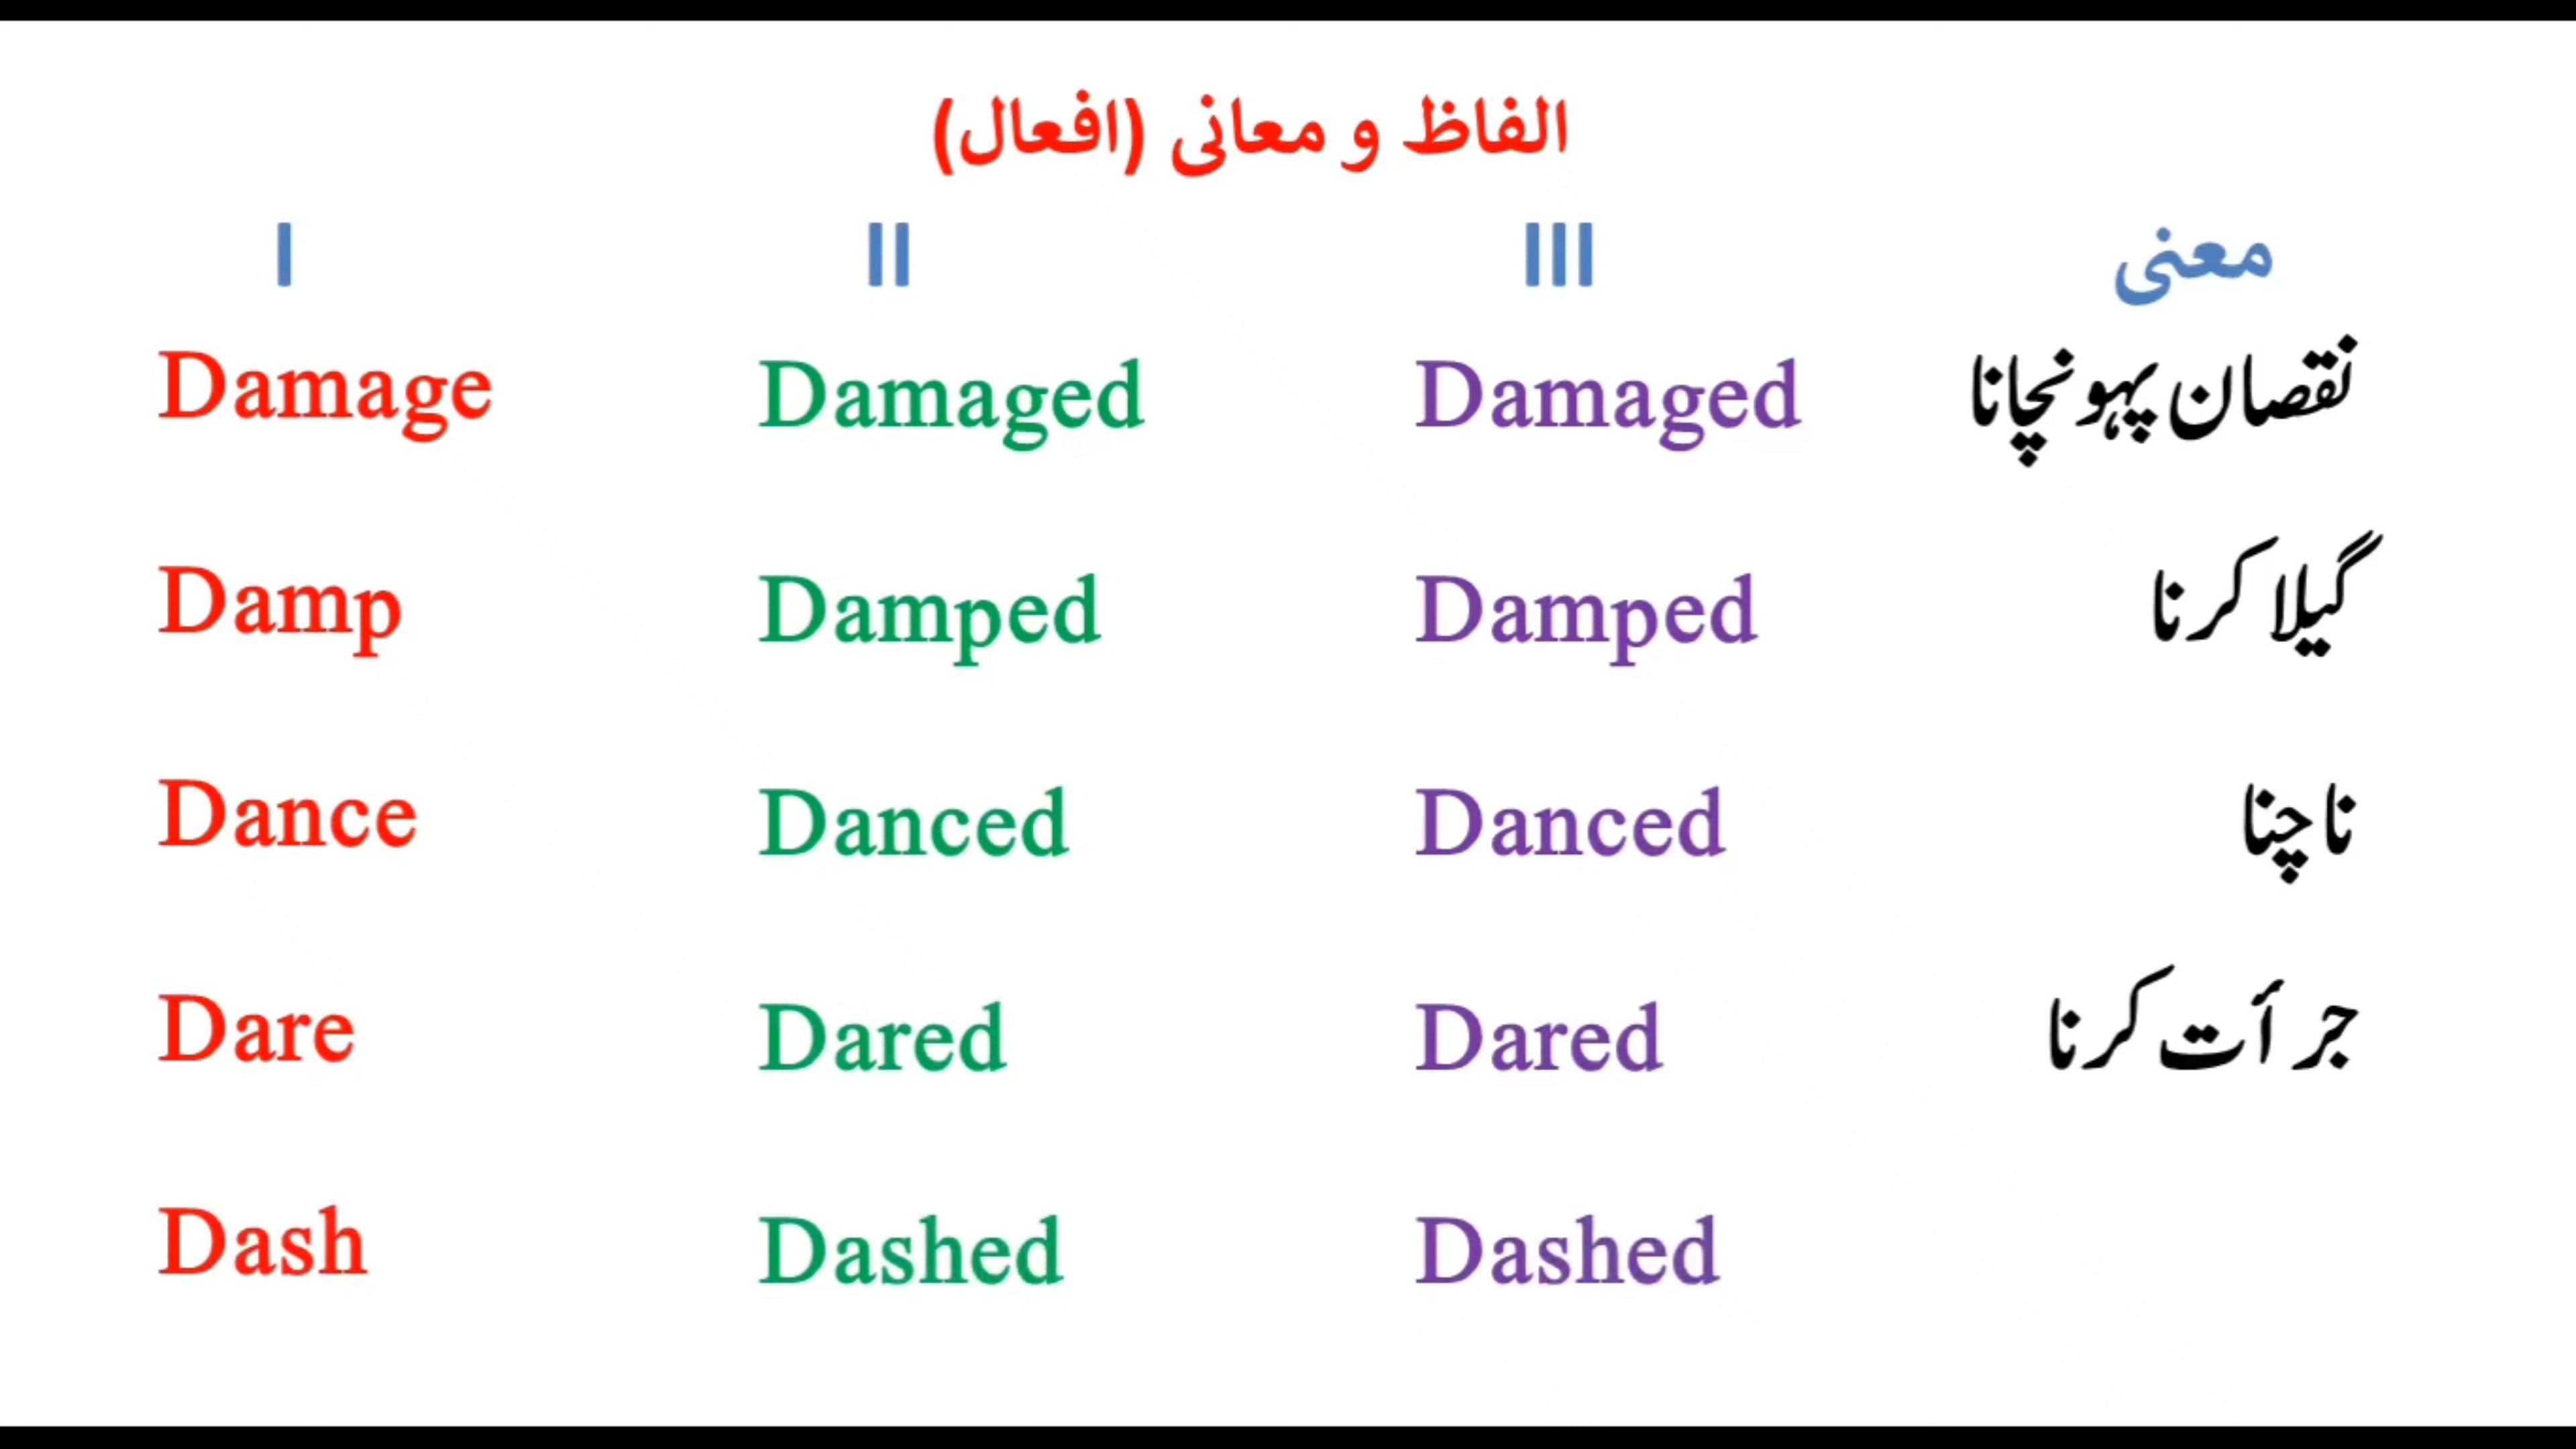 الفاظ و معانی (افعال)
I II III معنی
Damage Damaged Damaged نقصان پہونچانا
Damp Damped Damped گیلا کرنا
Dance Danced Danced ناچنا
Dare Dared Dared جرأت کرنا
Dash Dashed Dashed